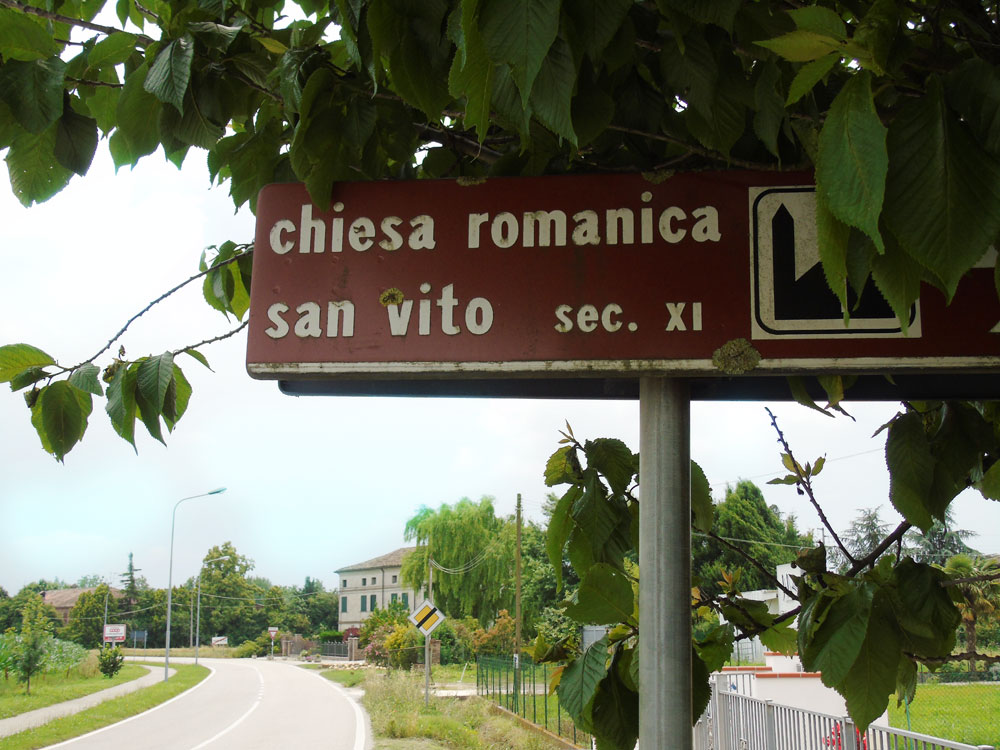 chiesa romanica
san vito sec. XI